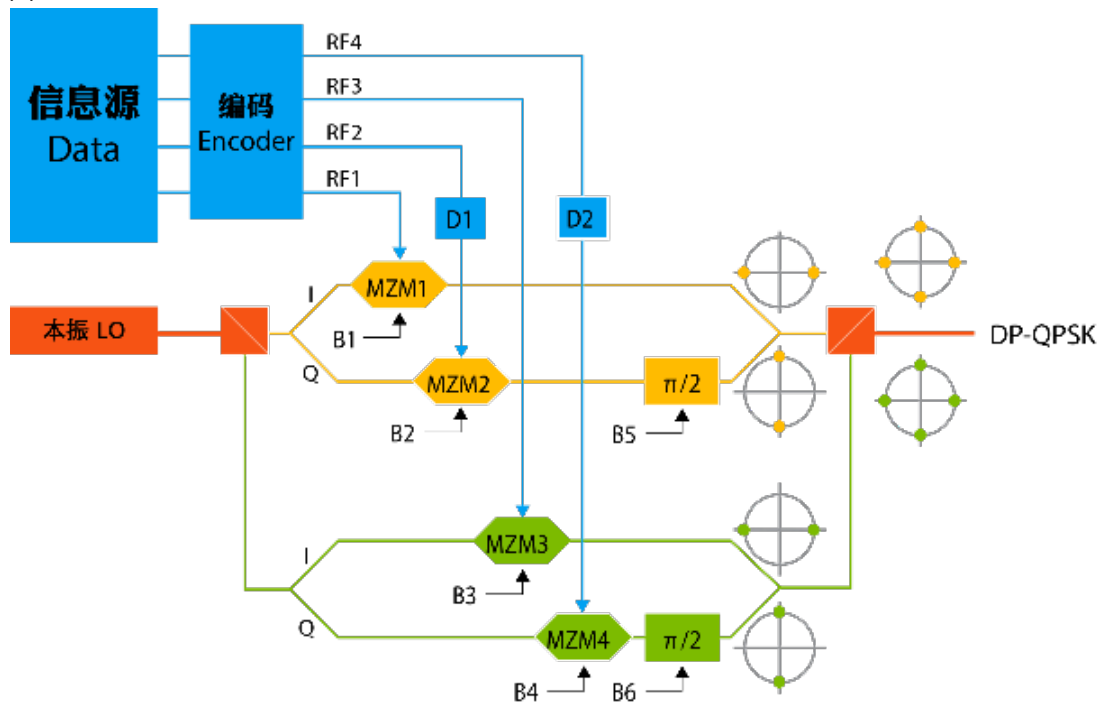 信息源
Data
编码
Encoder
RF4
RF3
RF2
RF1
D1
D2
MZM1
I
B1
本振 LO
DP-QPSK
Q
MZM2
π/2
B2
B5
I
MZM3
B3
Q
MZM4
π/2
B4
B6